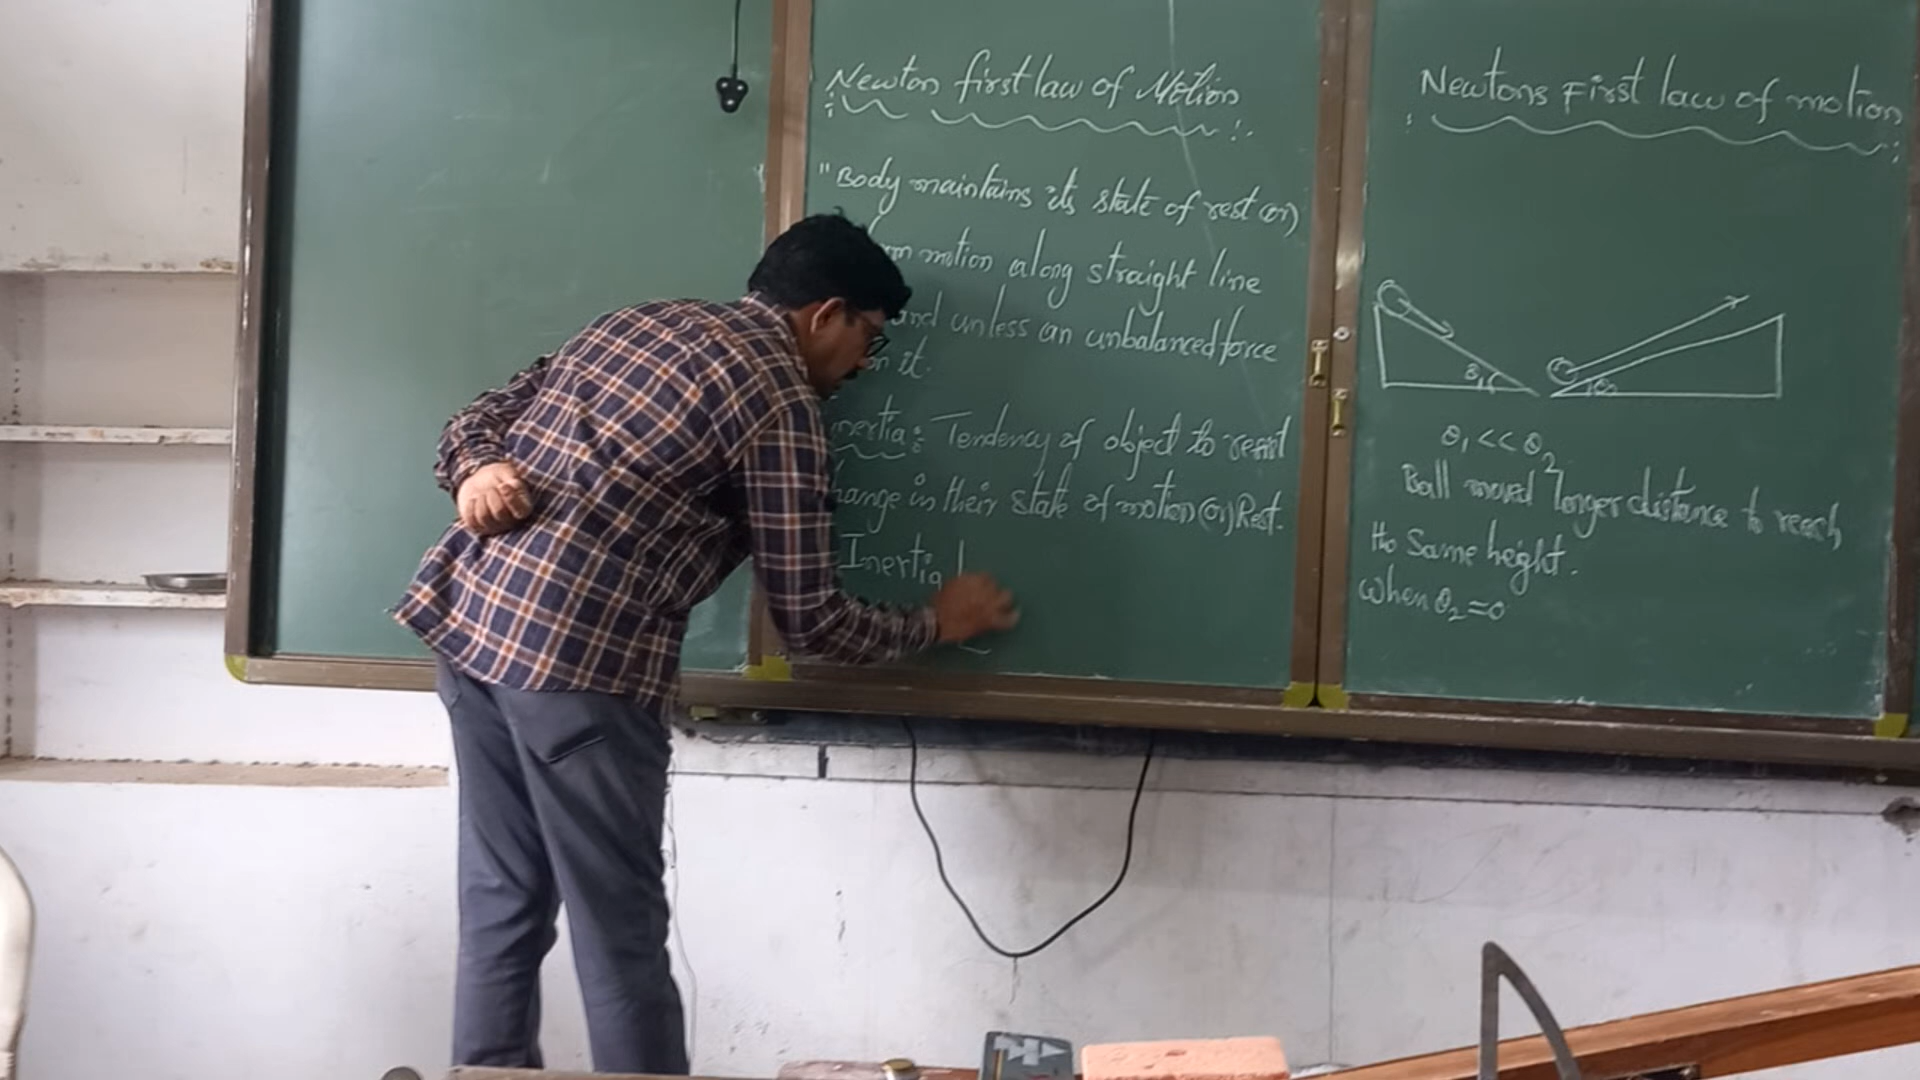 Newton first law of Motion
"Body maintains its state of rest (or)
motion along straight line
and unless an unbalanced force
on it.
nertia: Tendency of object to resist
hange in their state of motion (or) Rest.
Inertia
Newtons First law of motion
θ1 << θ2
Ball moved longer distance to reach
the same height.
When θ2=0